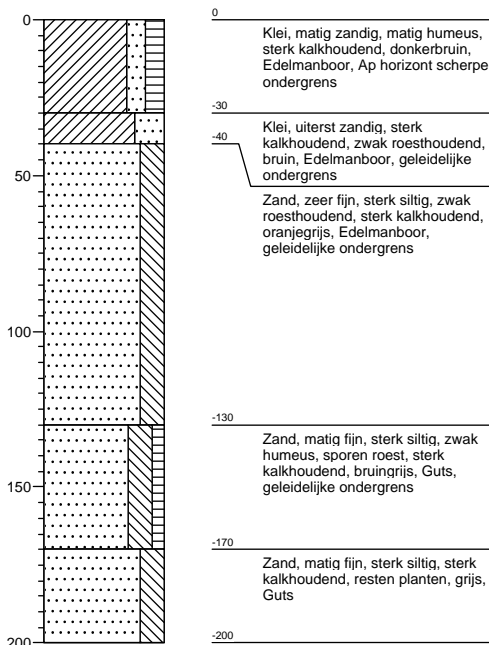 0
0
Klei, matig zandig, matig humeus,
sterk kalkhoudend, donkerbruin,
Edelmanboor, Ap horizont scherpe
ondergrens
-30
Klei, uiterst zandig, sterk
kalkhoudend, zwak roesthoudend,
bruin, Edelmanboor, geleidelijke
ondergrens
-40
50
Zand, zeer fijn, sterk siltig, zwak
roesthoudend, sterk kalkhoudend,
oranjegrijs, Edelmanboor,
geleidelijke ondergrens
100
-130
Zand, matig fijn, sterk siltig, zwak
humeus, sporen roest, sterk
kalkhoudend, bruingrijs, Guts,
geleidelijke ondergrens
150
-170
Zand, matig fijn, sterk siltig, sterk
kalkhoudend, resten planten, grijs,
Guts
200
-200